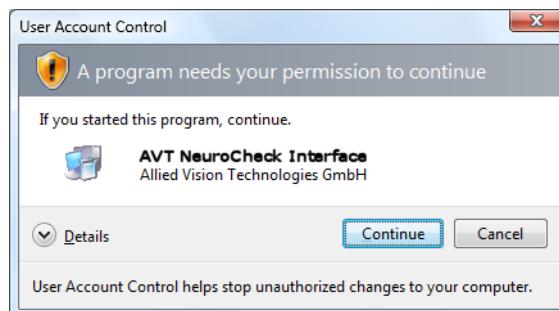 User Account Control
A program needs your permission to continue
If you started this program, continue.
AVT NeuroCheck Interface
Allied Vision Technologies GmbH
Details
Continue
Cancel
User Account Control helps stop unauthorized changes to your computer.